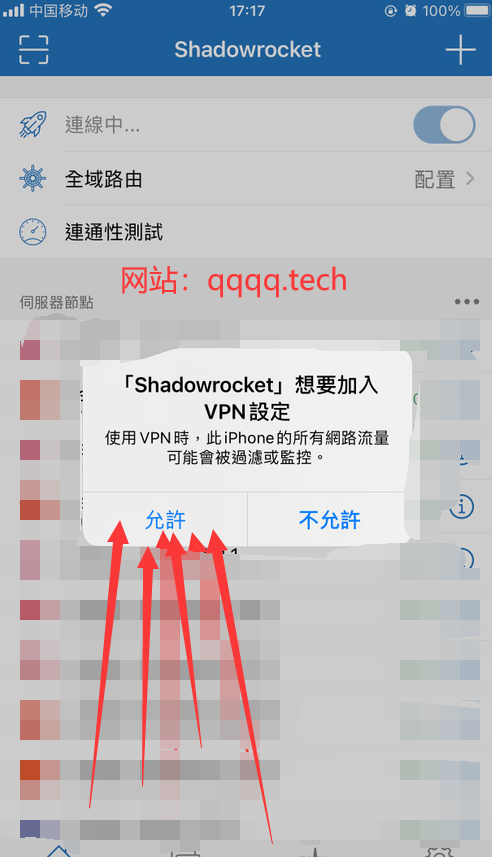 中国移动 17:17 100%
Shadowrocket
連線中...
全域路由 配置
連通性測試
网站：qqqq.tech
伺服器節點
「Shadowrocket」想要加入
VPN設定
使用 VPN 時，此 iPhone 的所有網路流量
可能會被過濾或監控。
允許 不允許